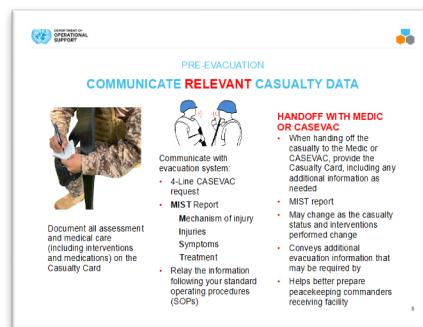 DEPARTMENT OF
OPERATIONAL
SUPPORT
PRE-EVACUATION
COMMUNICATE RELEVANT CASUALTY DATA
Document all assessment
and medical care
(including interventions
and medications) on the
Casualty Card
Communicate with
evacuation system:
• 4-Line CASEVAC
request
• MIST Report
Mechanism of injury
Injuries
Symptoms
Treatment
• Relay the information
following your standard
operating procedures
(SOPs)
HANDOFF WITH MEDIC
OR CASEVAC
• When handing off the
casualty to the Medic or
CASEVAC, provide the
Casualty Card, including any
additional information as
needed
• MIST report
• May change as the casualty
status and interventions
performed change
• Conveys additional
evacuation information that
may be required by
• Helps better prepare
peacekeeping commanders
receiving facility